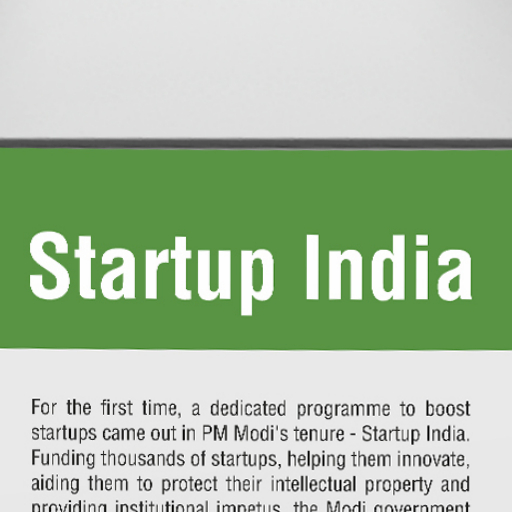 Startup India
For the first time, a dedicated programme to boost
startups came out in PM Modi's tenure - Startup India.
Funding thousands of startups, helping them innovate,
aiding them to protect their intellectual property and
providing institutional impetus, the Modi government